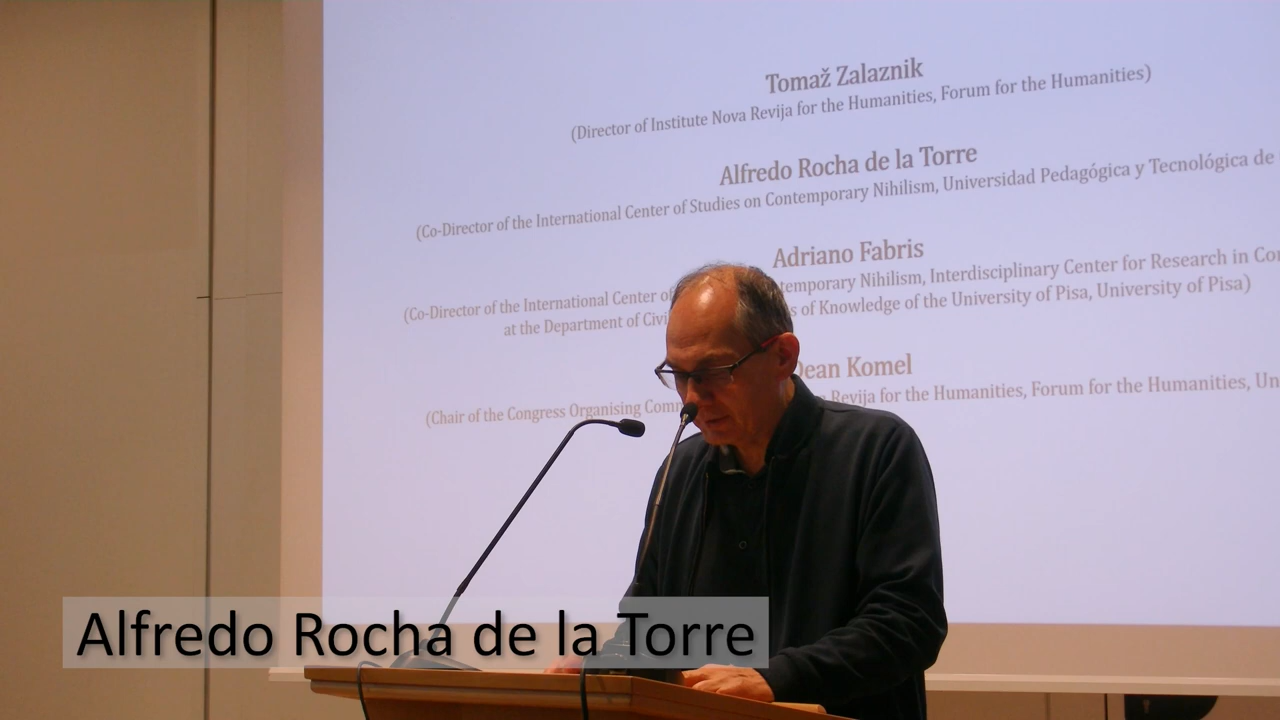 Tomaž Zalaznik
(Director of Institute Nova Revija for the Humanities, Forum for the Humanities)
Alfredo Rocha de la Torre
(Co-Director of the International Center of Studies on Contemporary Nihilism, Universidad Pedagógica y Tecnológica de
Adriano Fabris
(Co-Director of the International Center of temporary Nihilism, Interdisciplinary Center for Research in Co
at the Department of Civi s of Knowledge of the University of Pisa, University of Pisa)
Dean Komel
(Chair of the Congress Organising Comm Revija for the Humanities, Forum for the Humanities, Un
Alfredo Rocha de la Torre